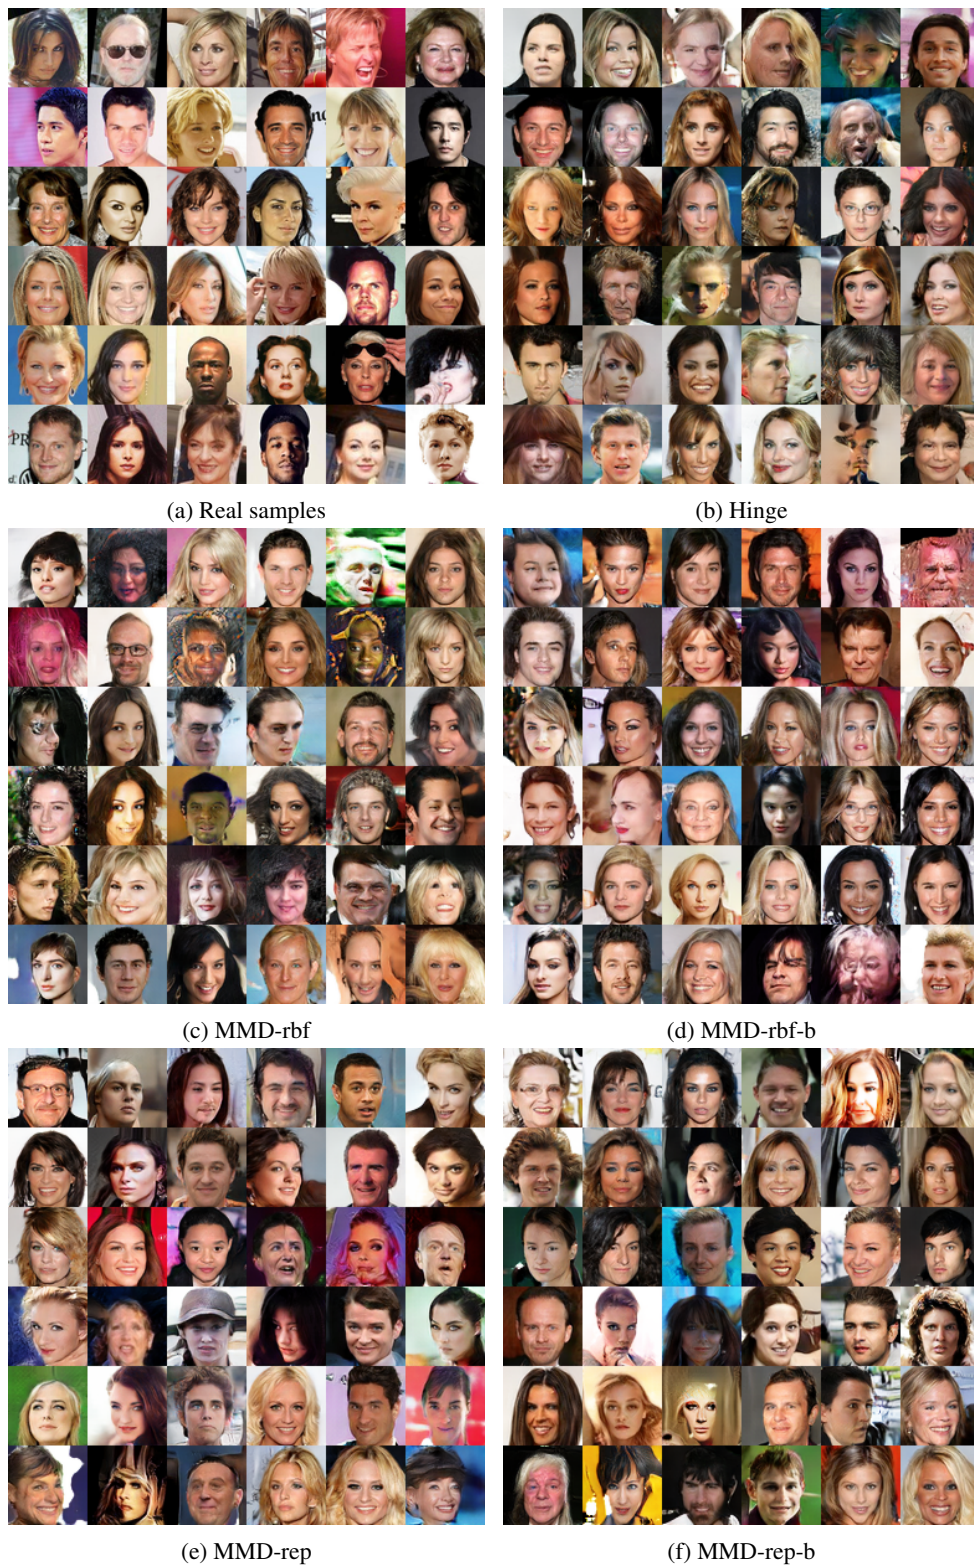 (a) Real samples
(b) Hinge
(c) MMD-rbf
(d) MMD-rbf-b
(e) MMD-rep
(f) MMD-rep-b